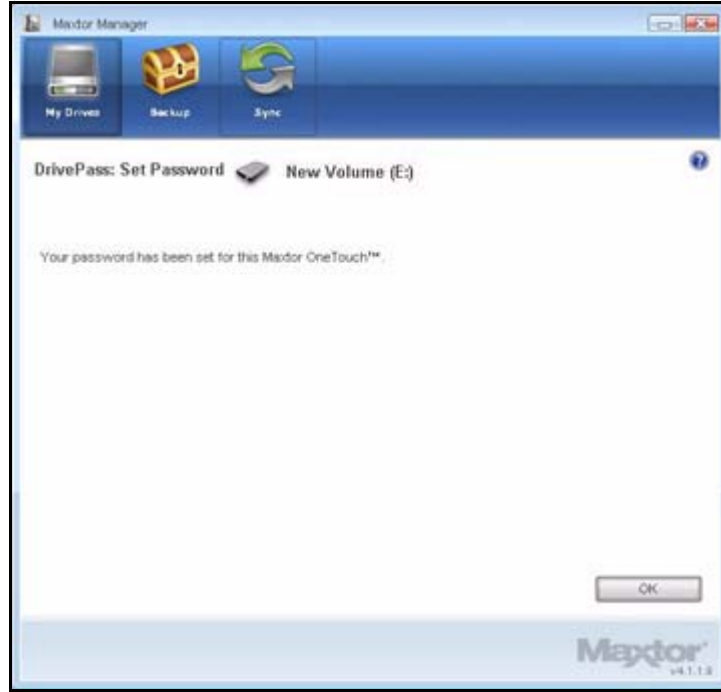 Maxtor Manager
My Drives Backup Sync
DrivePass: Set Password New Volume (E:)
Your password has been set for this Maxtor OneTouch™.
OK
Maxtor